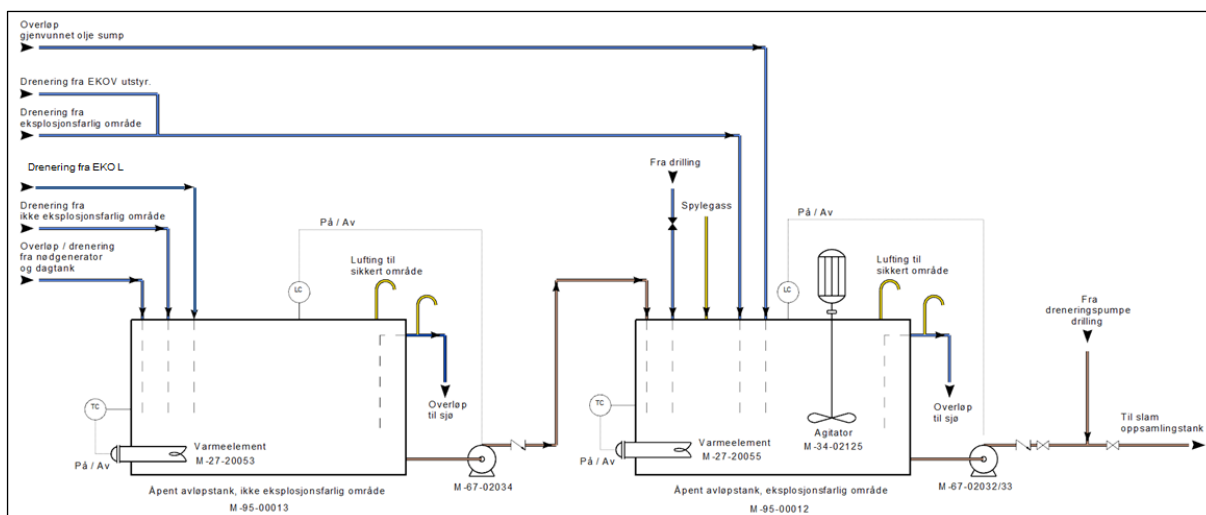 Overløp
gjenvunnet olje sump
Drenering fra EKOV utstyr.
Drenering fra
eksplosjonsfarlig område
Drenering fra EKO L
Drenering fra
ikke eksplosjonsfarlig område
Overløp / drenering
fra nødgenerator
og dagtank
På / Av
LC
Lufting til
sikkert område
Overløp
til sjø
TC
På / Av
Varmeelement
M-27-20053
M-67-02034
Åpent avløpstank, ikke eksplosjonsfarlig område
M-95-00013
Fra drilling
Spylegass
På / Av
LC
Lufting til
sikkert område
Overløp
til sjø
TC
På / Av
Varmeelement
M-27-20055
Agitator
M-34-02125
M-67-02032/33
Åpent avløpstank, eksplosjonsfarlig område
M-95-00012
Fra
dreneringspumpe
drilling
Til slam
oppsamlingstank